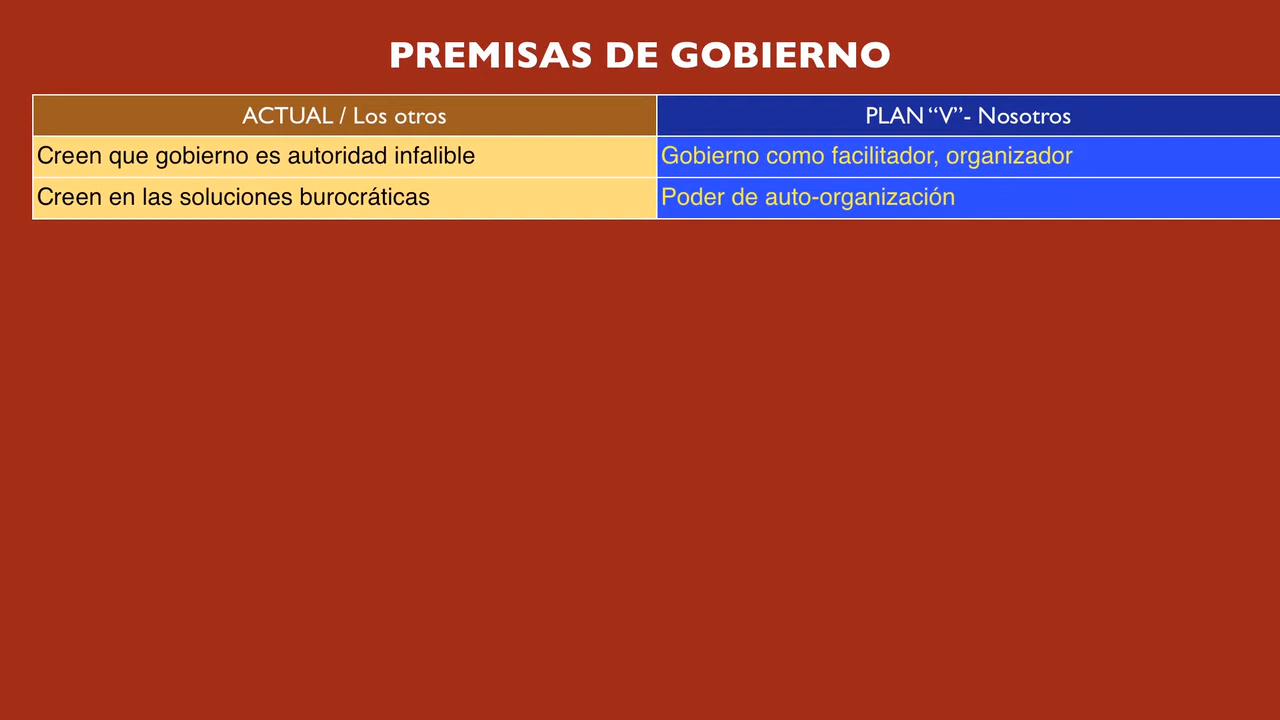 PREMISAS DE GOBIERNO
ACTUAL / Los otros
PLAN “V”- Nosotros
Creen que gobierno es autoridad infalible
Gobierno como facilitador, organizador
Creen en las soluciones burocráticas
Poder de auto-organización